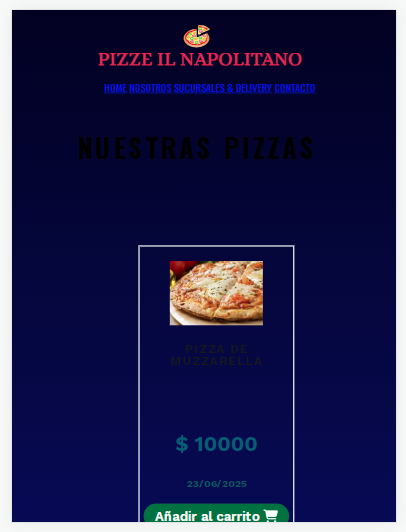 PIZZE IL NAPOLITANO
HOME NOSOTROS SUCURSALES & DELIVERY CONTACTO
NUESTRAS PIZZAS
PIZZA DE
MUZZARELLA
$ 10000
23/06/2025
Añadir al carrito